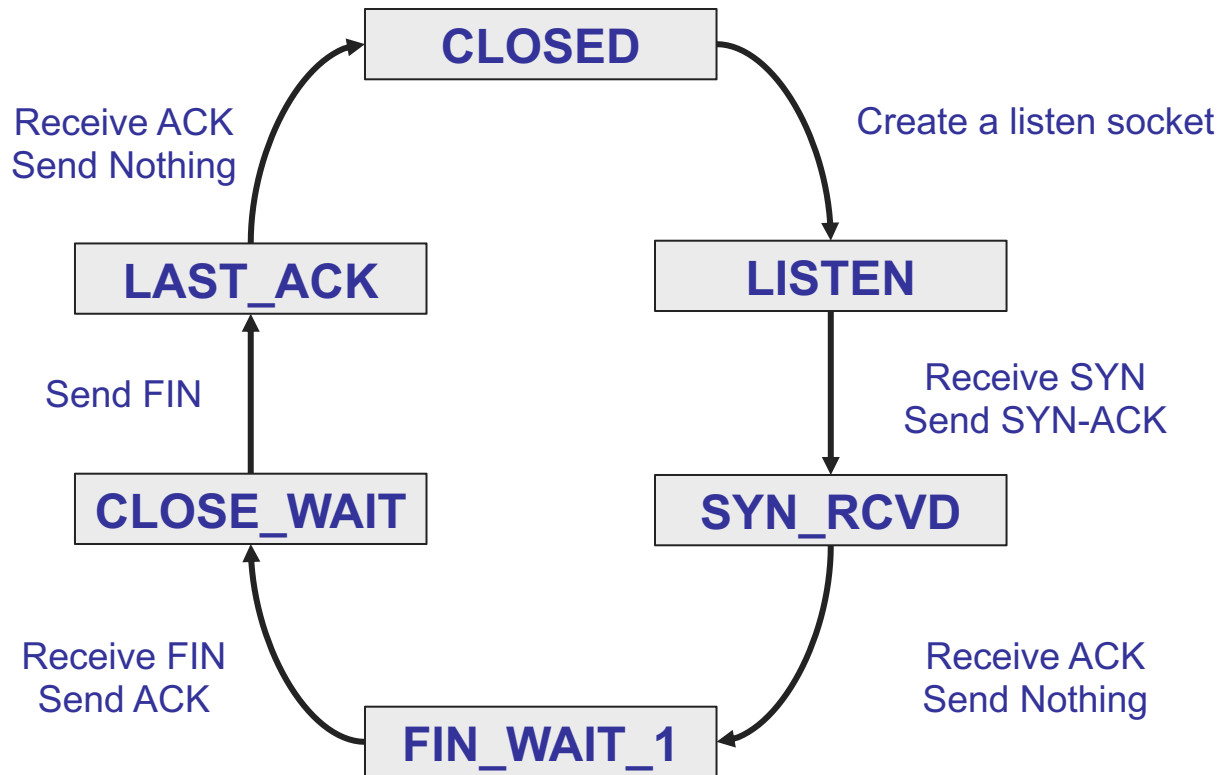 CLOSED
Receive ACK
Send Nothing
Create a listen socket
LAST_ACK
LISTEN
Send FIN
Receive SYN
Send SYN-ACK
CLOSE_WAIT
SYN_RCVD
Receive FIN
Send ACK
Receive ACK
Send Nothing
FIN_WAIT_1